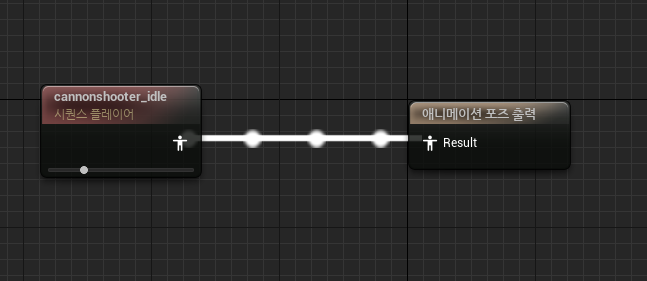 cannonshooter_idle
시퀀스 플레이어
애니메이션 포즈 출력
Result